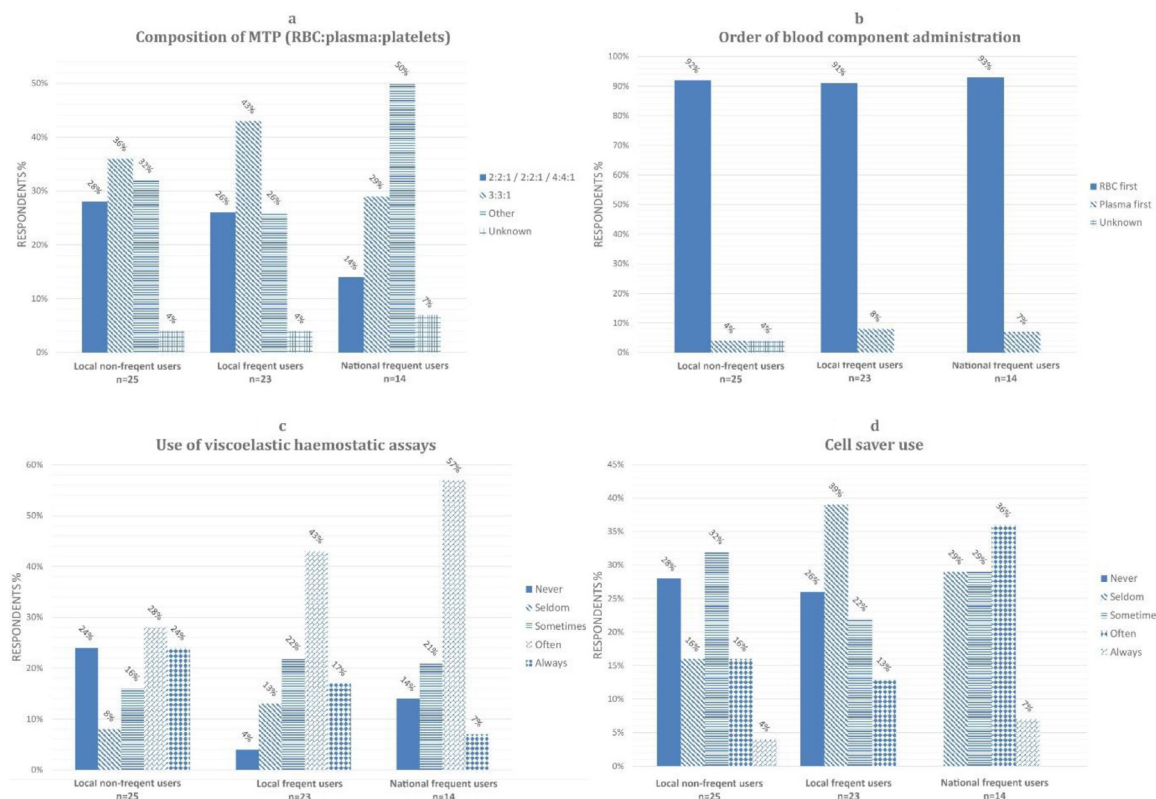 a
Composition of MTP (RBC:plasma:platelets)
RESPONDENTS %
50%
40%
30%
20%
10%
0%
28%
36%
32%
4%
26%
43%
26%
4%
14%
29%
50%
7%
Local non-freqent users
n=25
Local freqent users
n=23
National frequent users
n=14
2:2:1 / 2:2:1 / 4:4:1
3:3:1
Other
Unknown
b
Order of blood component administration
RESPONDENTS %
100%
90%
80%
70%
60%
50%
40%
30%
20%
10%
0%
92%
4%
4%
91%
8%
93%
7%
Local non-frequent users
n=25
Local freqent users
n=23
National frequent users
n=14
RBC first
Plasma first
Unknown
c
Use of viscoelastic haemostatic assays
RESPONDENTS %
60%
50%
40%
30%
20%
10%
0%
24%
8%
16%
28%
24%
4%
13%
22%
43%
17%
14%
21%
57%
7%
Local non-freqent users
n=25
Local freqent users
n=23
National frequent users
n=14
Never
Seldom
Sometimes
Often
Always
d
Cell saver use
RESPONDENTS %
45%
40%
35%
30%
25%
20%
15%
10%
5%
0%
28%
16%
32%
16%
4%
26%
39%
22%
13%
29%
29%
36%
7%
Local non-frequent users
n=25
Local freqent users
n=23
National frequent users
n=14
Never
Seldom
Sometime
Often
Always